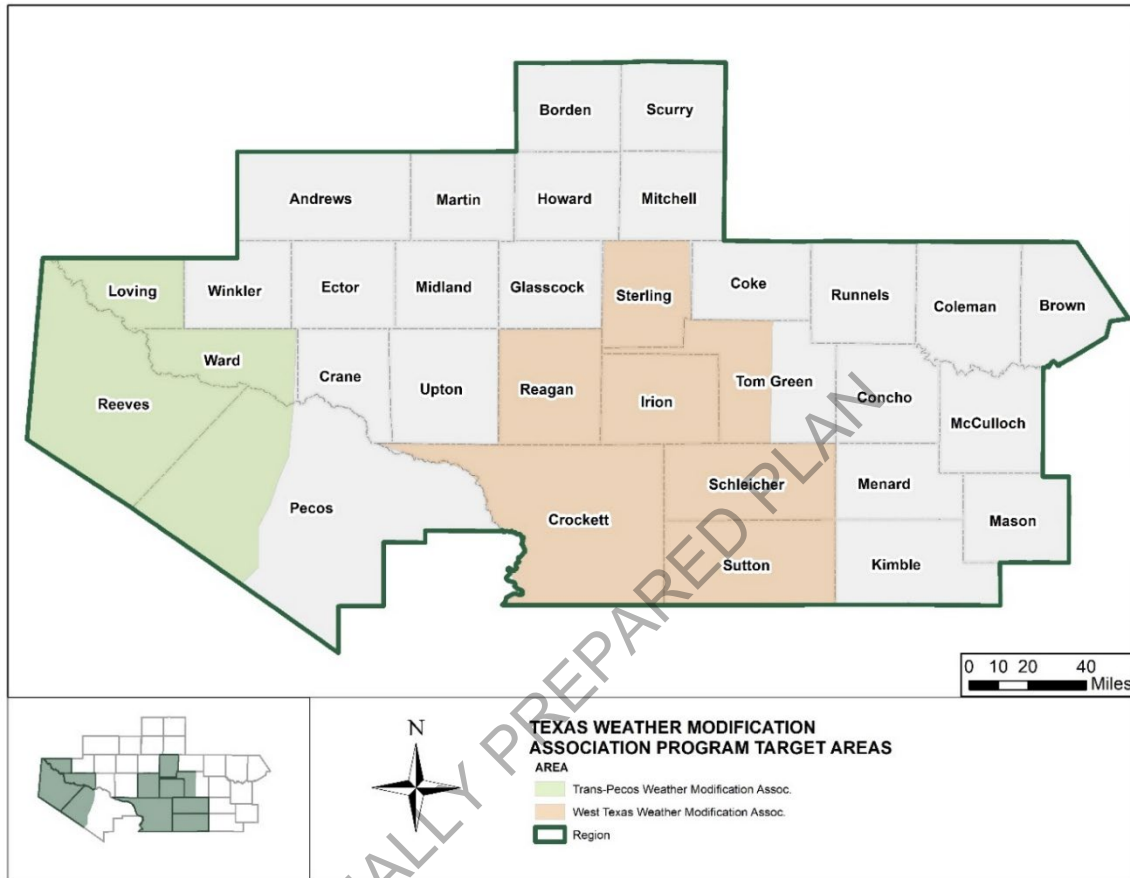 Borden Scurry
Andrews Martin Howard Mitchell
Loving Winkler Ector Midland Glasscock Sterling Coke Runnels Coleman Brown
Reeves Ward Crane Upton Reagan Irion Tom Green Concho McCulloch
Pecos Crockett Schleicher Menard Mason
Sutton Kimble
IALLY PREPARED PLAN
0 10 20 40
Miles
N
TEXAS WEATHER MODIFICATION
ASSOCIATION PROGRAM TARGET AREAS
AREA
Trans-Pecos Weather Modification Assoc.
West Texas Weather Modification Assoc.
Region